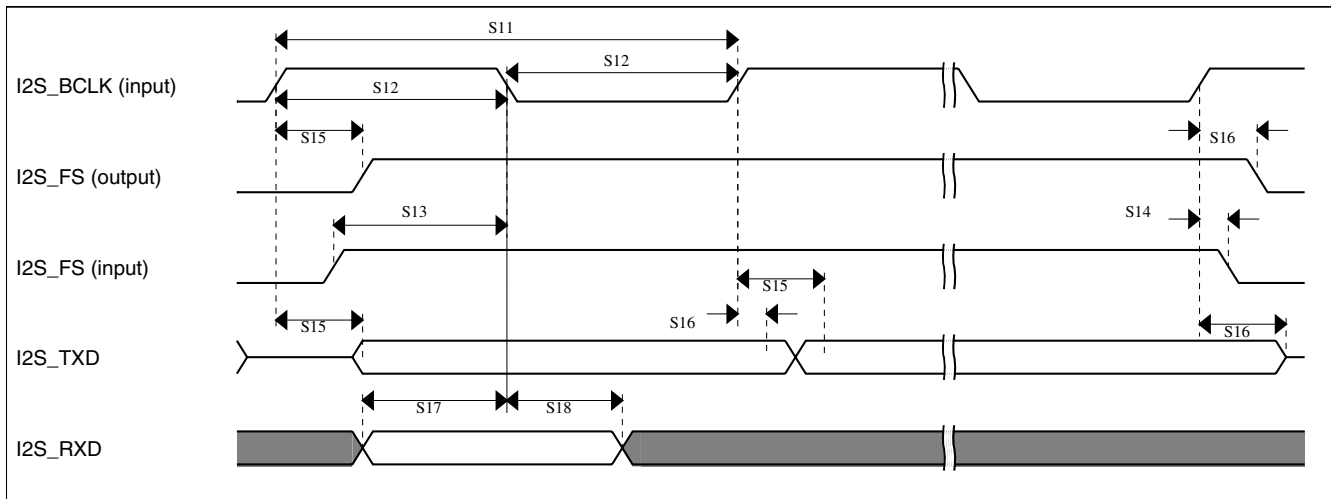 S11
I2S_BCLK (input)
S12
S12
S15
S16
I2S_FS (output)
S13
S14
I2S_FS (input)
S15
S15
S16
S16
I2S_TXD
S17
S18
I2S_RXD